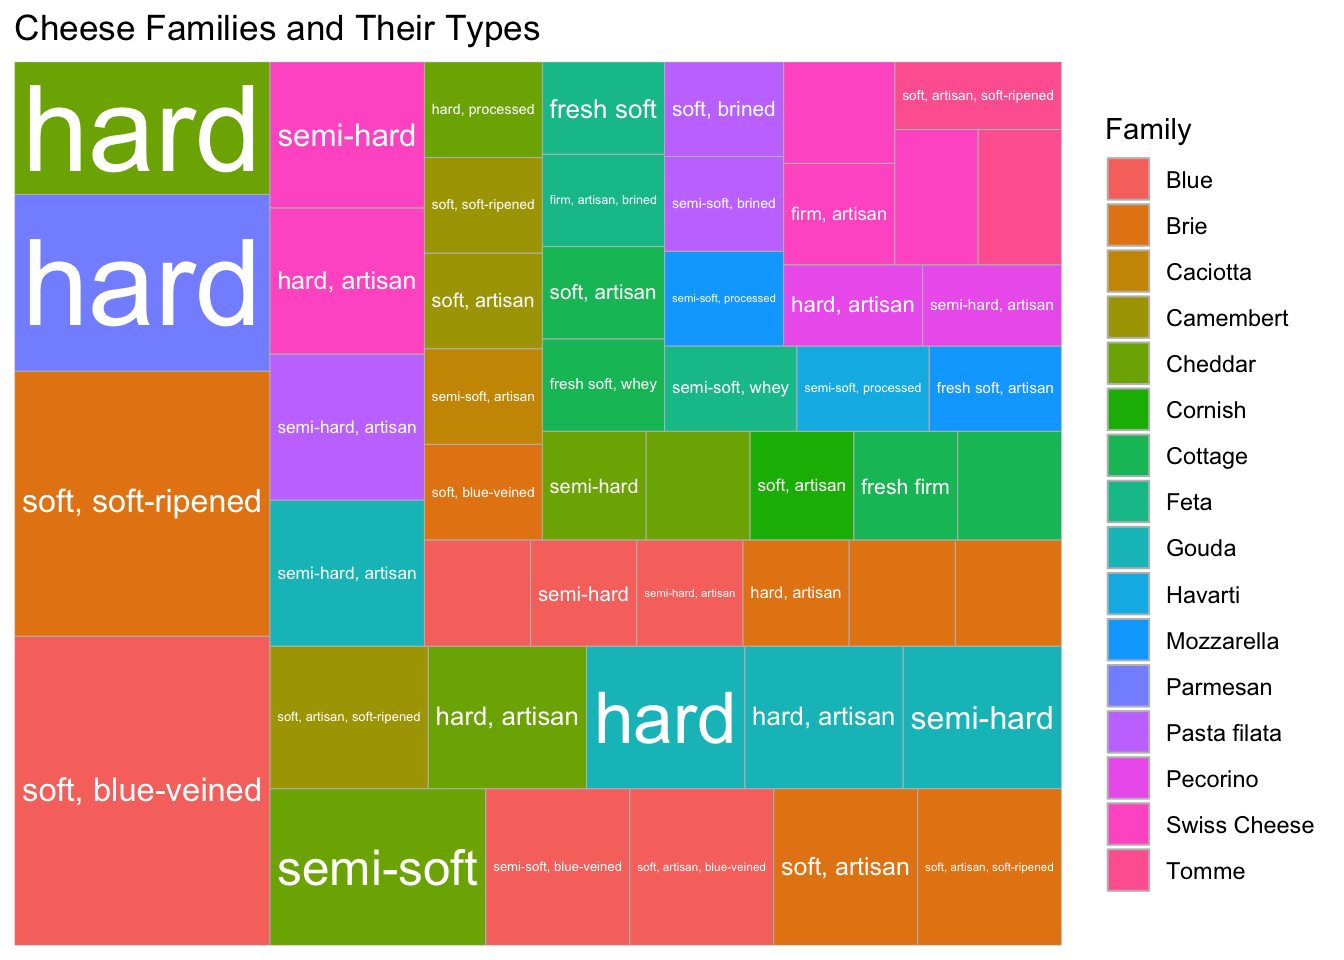 Cheese Families and Their Types
hard
hard
soft, soft-ripened
soft, blue-veined
semi-hard
hard, artisan
semi-hard, artisan
semi-hard, artisan
hard, processed
soft, soft-ripened
soft, artisan
semi-soft, artisan
soft, blue-veined
fresh soft
firm, artisan, brined
soft, artisan
fresh soft, whey
soft, brined
semi-soft, brined
semi-soft, processed
firm, artisan
soft, artisan, soft-ripened
hard, artisan
semi-hard, artisan
semi-soft, whey
semi-soft, processed
fresh soft, artisan
semi-hard
soft, artisan
fresh firm
semi-hard
semi-hard, artisan
hard, artisan
soft, artisan, soft-ripened
hard, artisan
hard
hard, artisan
semi-hard
semi-soft
semi-soft, blue-veined
soft, artisan, blue-veined
soft, artisan
soft, artisan, soft-ripened
Family
Blue
Brie
Caciotta
Camembert
Cheddar
Cornish
Cottage
Feta
Gouda
Havarti
Mozzarella
Parmesan
Pasta filata
Pecorino
Swiss Cheese
Tomme